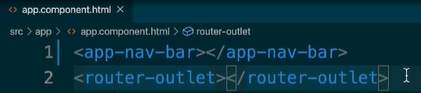 app.component.html ×
src > app > app.component.html > router-outlet
1 <app-nav-bar></app-nav-bar>
2 <router-outlet></router-outlet>